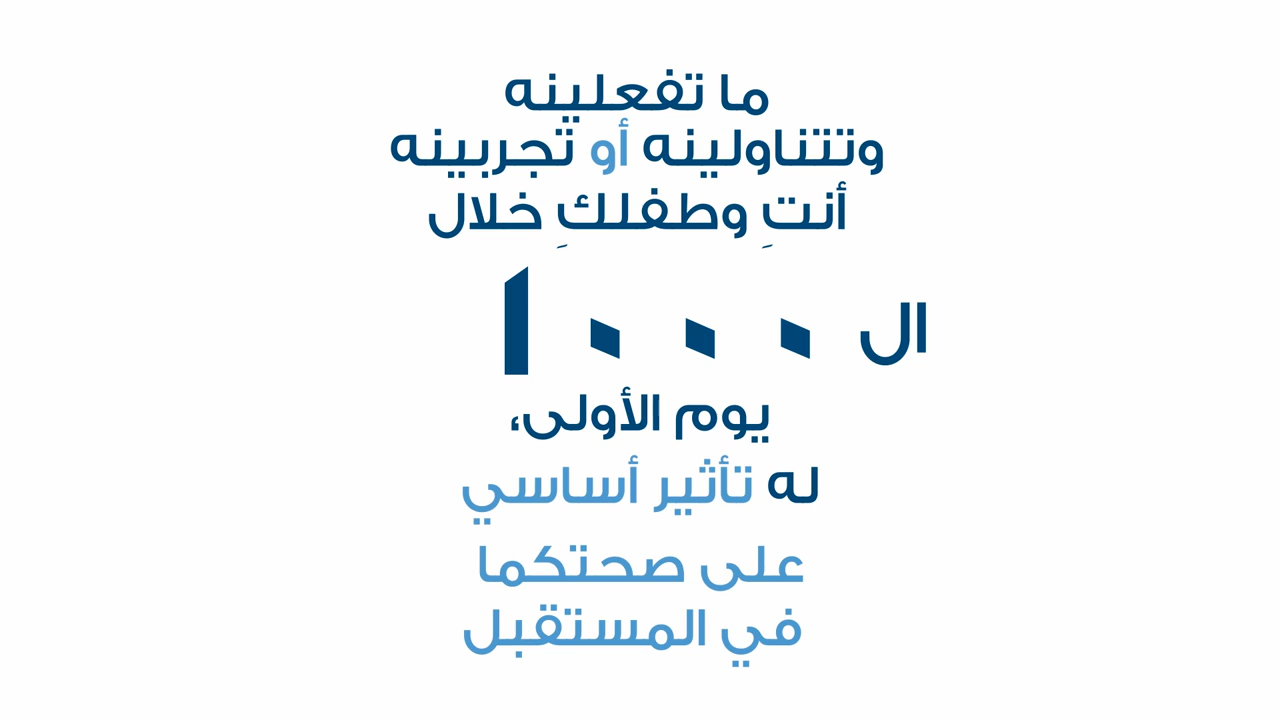 ما تفعلينه
وتتناولينه أو تجربينه
أنتِ وطفلكِ خلال
ال ١٠٠٠
يوم الأولى،
له تأثير أساسي
على صحتكما
في المستقبل